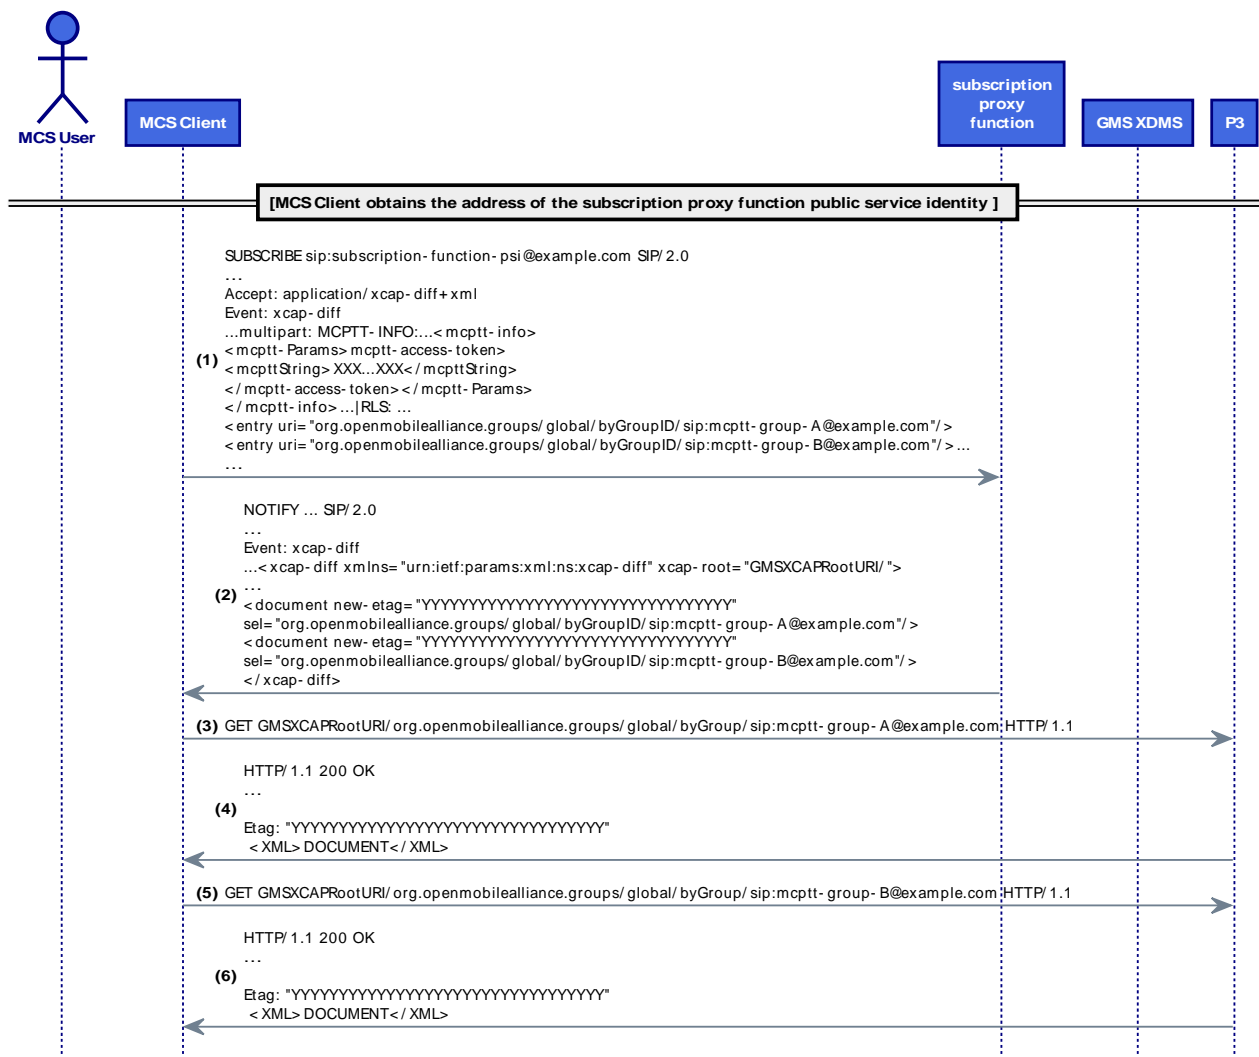 MCS User
MCS Client
subscription
proxy
function
GMS XDMS
P3
[MCS Client obtains the address of the subscription proxy function public service identity ]
SUBSCRIBE sip:subscription-function-psi@example.com SIP/2.0
...
Accept: application/xcap-diff+xml
Event: xcap-diff
...multipart: MCPTT-INFO:...<mcptt-info>
<mcptt-Params>mcptt-access-token>
(1) <mcpttString>XXX...XXX</mcpttString>
</mcptt-access-token></mcptt-Params>
</mcptt-info>...|RLS: ...
<entry uri="org.openmobilealliance.groups/global/byGroupID/sip:mcptt-group-A@example.com"/>
<entry uri="org.openmobilealliance.groups/global/byGroupID/sip:mcptt-group-B@example.com"/>...
...
NOTIFY ... SIP/2.0
...
Event: xcap-diff
...<xcap-diff xmlns="urn:ietf:params:xml:ns:xcap-diff" xcap-root="GMSXCAPRootURI/">
...
(2) <document new-etag="YYYYYYYYYYYYYYYYYYYYYYYYYYYYYYYYY"
sel="org.openmobilealliance.groups/global/byGroupID/sip:mcptt-group-A@example.com"/>
<document new-etag="YYYYYYYYYYYYYYYYYYYYYYYYYYYYYYYYY"
sel="org.openmobilealliance.groups/global/byGroupID/sip:mcptt-group-B@example.com"/>
</xcap-diff>
(3) GET GMSXCAPRootURI/org.openmobilealliance.groups/global/byGroup/sip:mcptt-group-A@example.com HTTP/1.1
HTTP/1.1 200 OK
...
(4)
Etag: "YYYYYYYYYYYYYYYYYYYYYYYYYYYYYYYYY"
<XML>DOCUMENT</XML>
(5) GET GMSXCAPRootURI/org.openmobilealliance.groups/global/byGroup/sip:mcptt-group-B@example.com HTTP/1.1
HTTP/1.1 200 OK
...
(6)
Etag: "YYYYYYYYYYYYYYYYYYYYYYYYYYYYYYYYY"
<XML>DOCUMENT</XML>